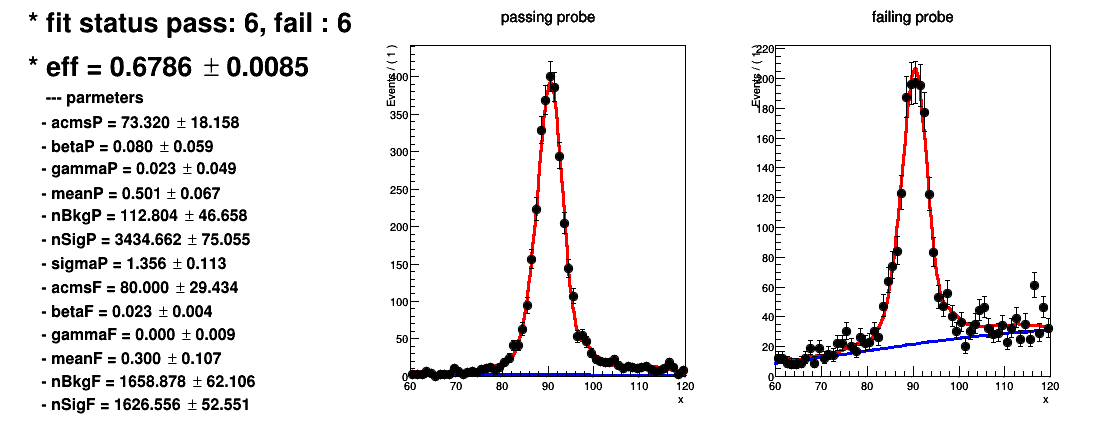 * fit status pass: 6, fail : 6
* eff = 0.6786 ± 0.0085
--- parmeters
- acmsP = 73.320 ± 18.158
- betaP = 0.080 ± 0.059
- gammaP = 0.023 ± 0.049
- meanP = 0.501 ± 0.067
- nBkgP = 112.804 ± 46.658
- nSigP = 3434.662 ± 75.055
- sigmaP = 1.356 ± 0.113
- acmsF = 80.000 ± 29.434
- betaF = 0.023 ± 0.004
- gammaF = 0.000 ± 0.009
- meanF = 0.300 ± 0.107
- nBkgF = 1658.878 ± 62.106
- nSigF = 1626.556 ± 52.551
passing probe
Events / ( 1 )
400
350
300
250
200
150
100
50
0
60 70 80 90 100 110 120
x
failing probe
Events / ( 1 )
220
200
180
160
140
120
100
80
60
40
20
0
60 70 80 90 100 110 120
x